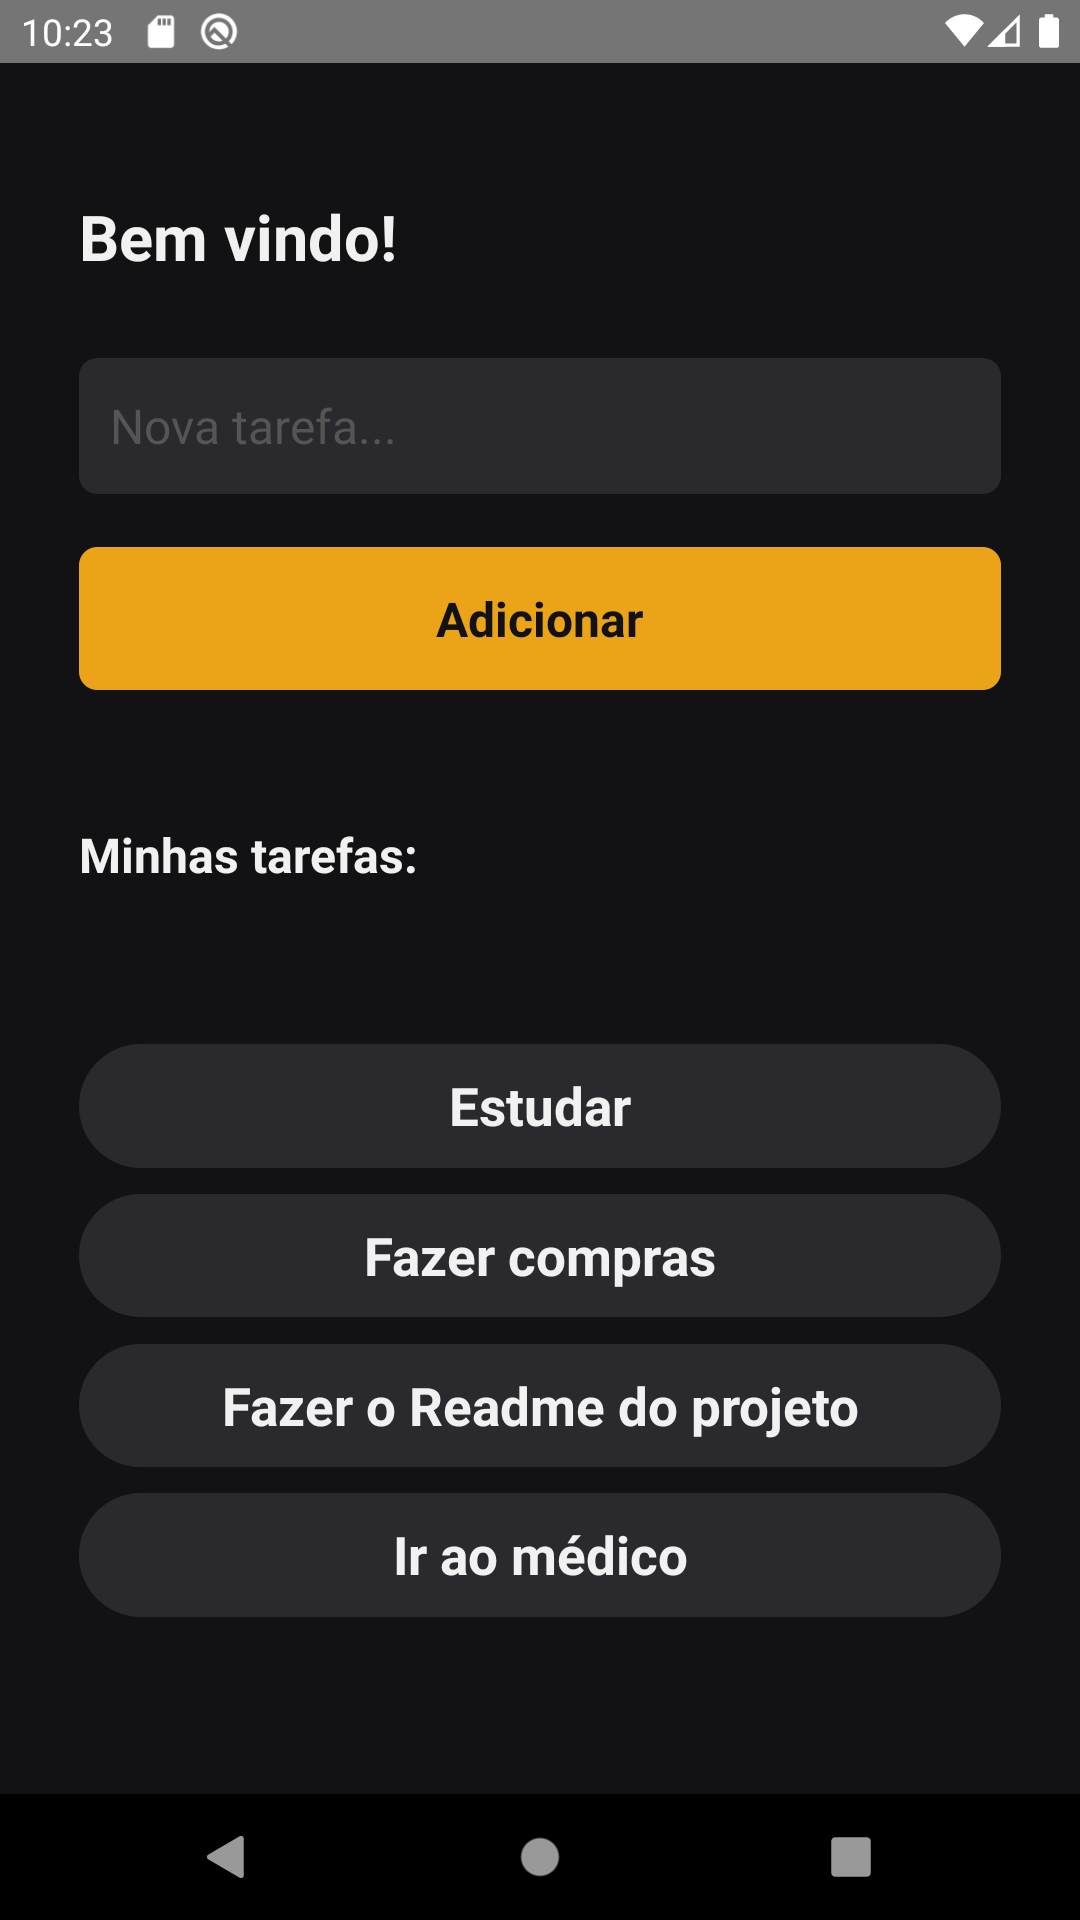 10:23
Bem vindo!
Nova tarefa...
Adicionar
Minhas tarefas:
Estudar
Fazer compras
Fazer o Readme do projeto
Ir ao médico